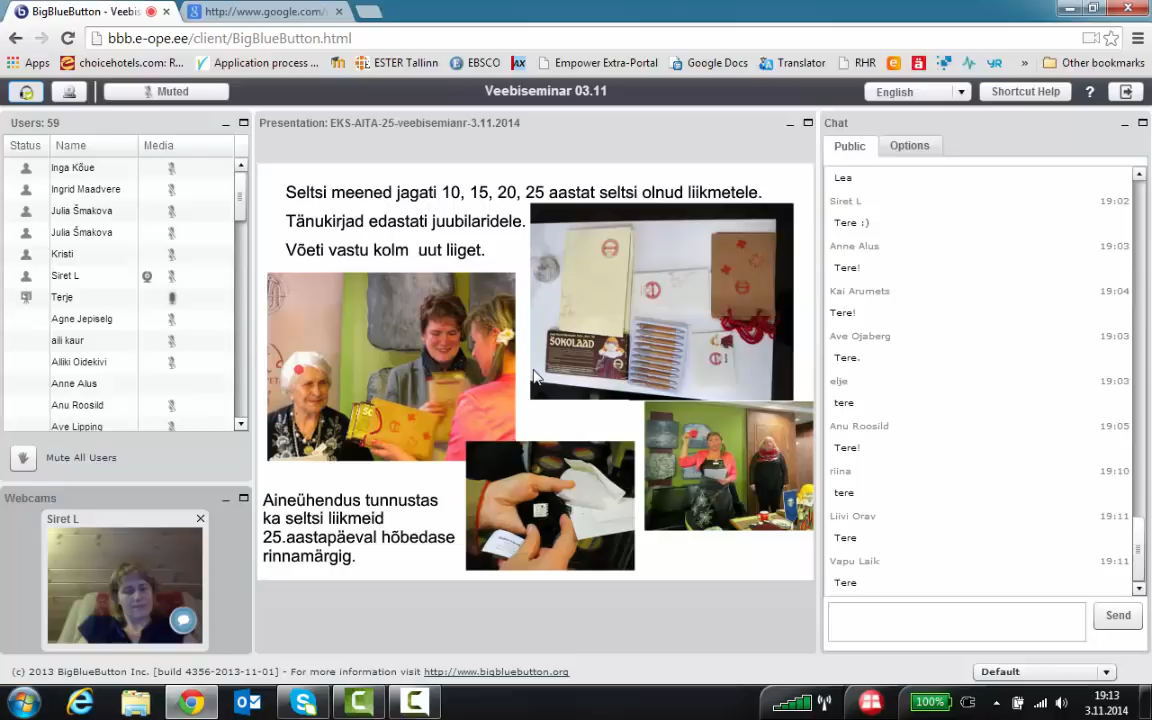 BigBlueButton - Veebis
http://www.google.com/
bbb.e-ope.ee/client/BigBlueButton.html
Apps
choicehotels.com: R...
Application process ...
ESTER Tallinn
EBSCO
Empower Extra-Portal
Google Docs
Translator
RHR
Other bookmarks
Muted
Veebiseminar 03.11
English
Shortcut Help
?
Users: 59
Status Name Media
Inga Kõue
Ingrid Maadvere
Julia Šmakova
Julia Šmakova
Kristi
Siret L
Terje
Agne Jepiselg
aili kaur
Alliki Oidekivi
Anne Alus
Anu Roosild
Ave Lipping
Mute All Users
Webcams
Siret L
Presentation: EKS-AITA-25-veebisemianr-3.11.2014
Seltsi meened jagati 10, 15, 20, 25 aastat seltsi olnud liikmetele.
Tänukirjad edastati juubilaridele.
Võeti vastu kolm uut liiget.
SOKOLAAD
Aineühendus tunnustas
ka seltsi liikmeid
25.aastapäeval hõbedase
rinnamärgig.
Chat
Public Options
Lea
Siret L 19:02
Tere :)
Anne Alus 19:03
Tere!
Kai Arumets 19:04
Tere!
Ave Ojaberg 19:03
Tere.
elje 19:03
tere
Anu Roosild 19:05
Tere!
riina 19:10
tere
Liivi Orav 19:11
Tere
Vapu Laik 19:11
Tere
Send
(c) 2013 BigBlueButton Inc. [build 4356-2013-11-01] - For more information visit http://www.bigbluebutton.org
Default
100%
19:13
3.11.2014